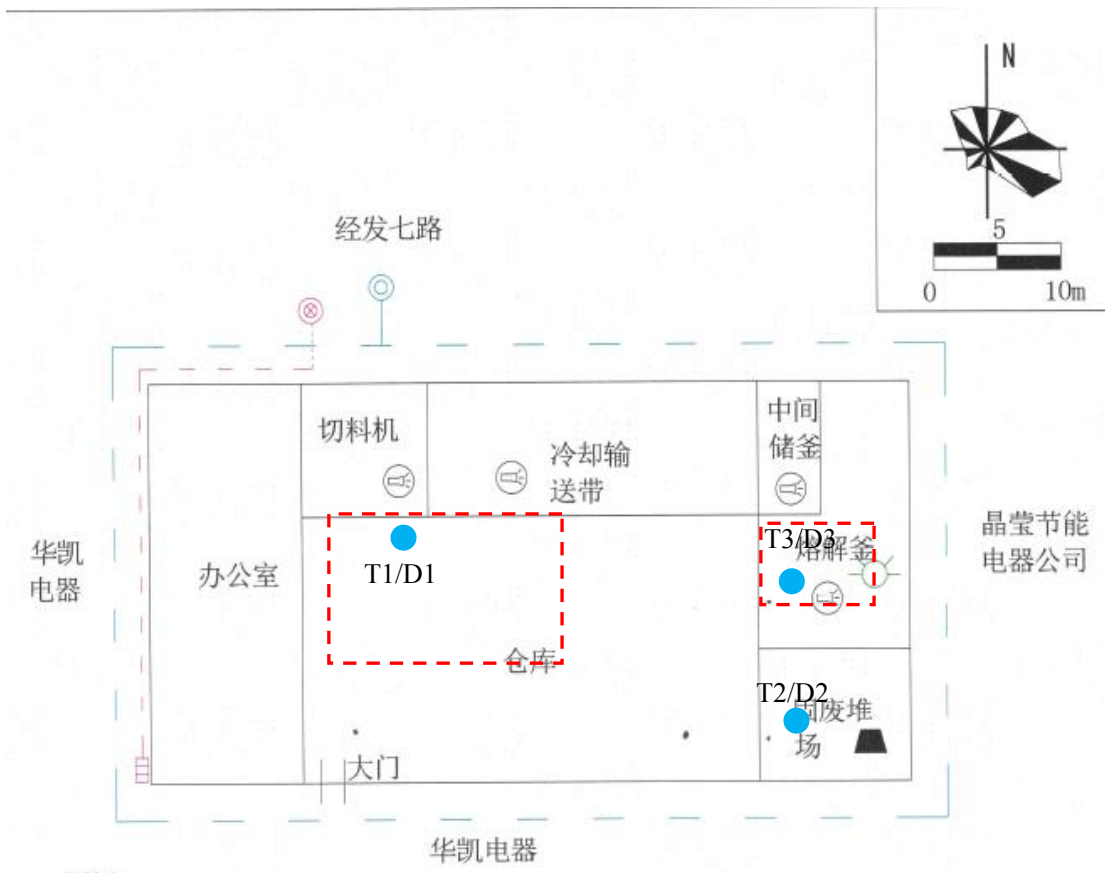 N
5
0 10m
经发七路
切料机
冷却输
送带
中间
储釜
华凯
电器
办公室
T1/D1
仓库
T3/D3
熔解釜
晶莹节能
电器公司
T2/D2
固废堆
场
大门
华凯电器